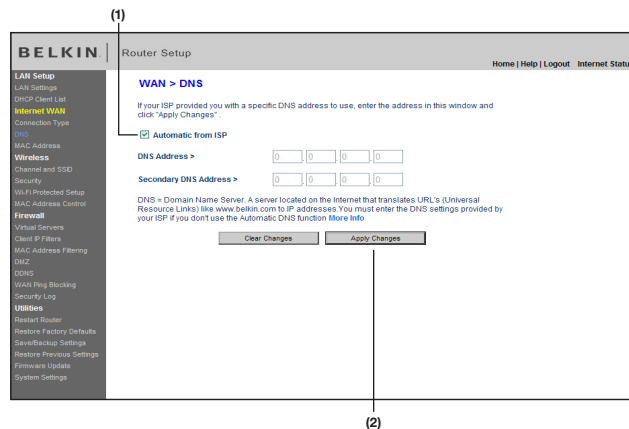 (1)
BELKIN.
Router Setup
Home | Help | Logout Internet Statu
LAN Setup
LAN Settings
DHCP Client List
Internet WAN
Connection Type
DNS
MAC Address
Wireless
Channel and SSID
Security
Wi-Fi Protected Setup
MAC Address Control
Firewall
Virtual Servers
Client IP Filters
MAC Address Filtering
DMZ
DDNS
WAN Ping Blocking
Security Log
Utilities
Restart Router
Restore Factory Defaults
Save/Backup Settings
Restore Previous Settings
Firmware Update
System Settings
WAN > DNS
If your ISP provided you with a specific DNS address to use, enter the address in this window and
click "Apply Changes" .
Automatic from ISP
DNS Address > 0 . 0 . 0 . 0
Secondary DNS Address > 0 . 0 . 0 . 0
DNS = Domain Name Server. A server located on the Internet that translates URL's (Universal
Resource Links) like www.belkin.com to IP addresses.You must enter the DNS settings provided by
your ISP if you don't use the Automatic DNS function More Info
Clear Changes Apply Changes
(2)